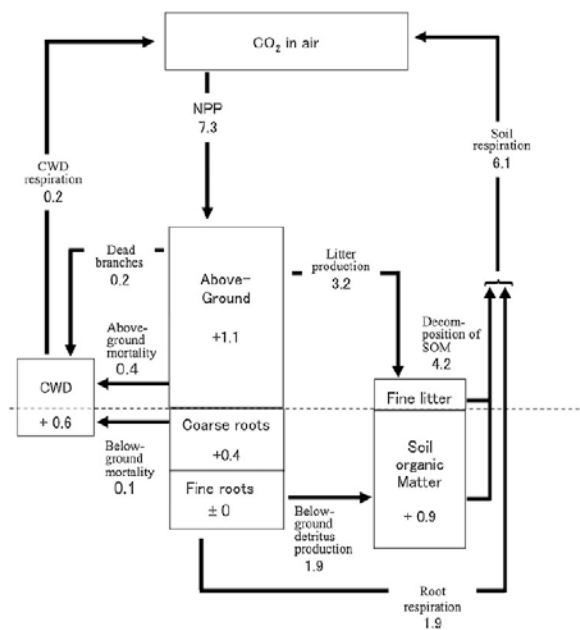 CO₂ in air
NPP
7.3
CWD
respiration
0.2
Soil
respiration
6.1
Dead
branches
0.2
Above-
Ground
+1.1
Litter
production
3.2
Above-
ground
mortality
0.4
Decom-
position of
SOM
4.2
CWD
+ 0.6
Fine litter
Coarse roots
+0.4
Soil
organic
Matter
+ 0.9
Below-
ground
mortality
0.1
Fine roots
± 0
Below-
ground
detritus
production
1.9
Root
respiration
1.9